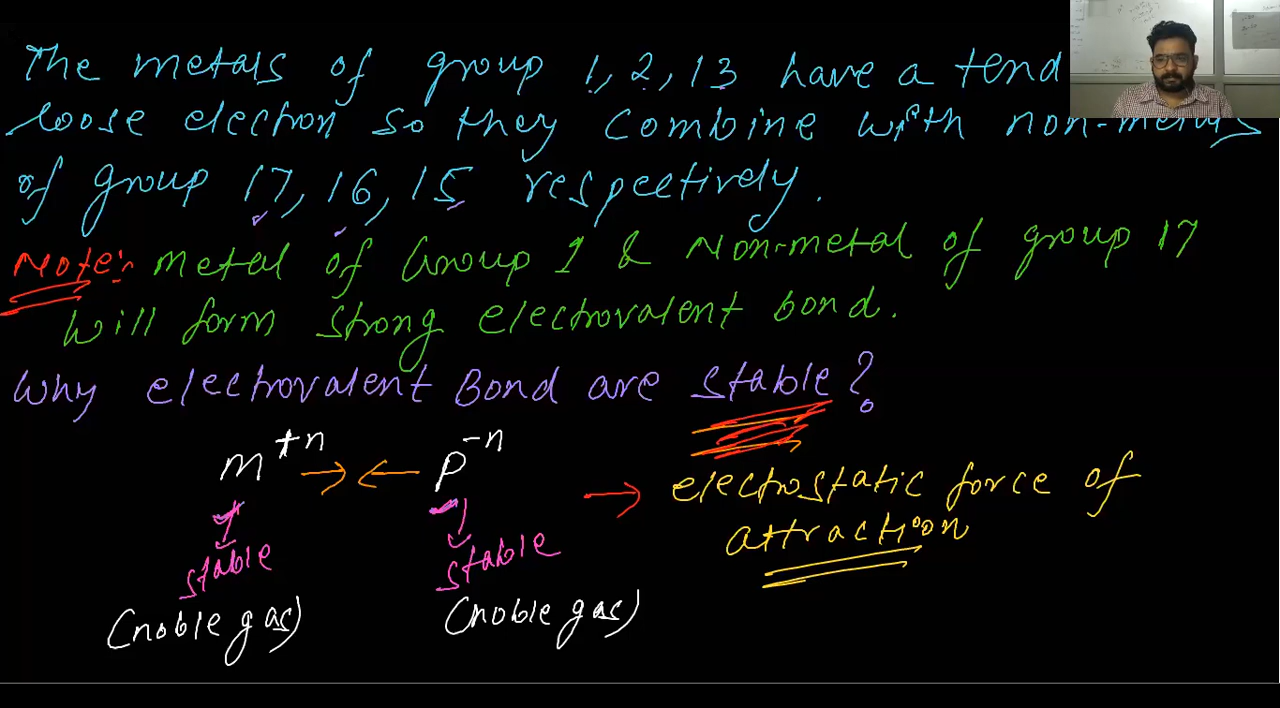 The metals of group 1, 2, 13 have a tend
loose electron so they combine with non-metals
of group 17, 16, 15 respectively.
Note:- metal of Group 1 & Non-metal of group 17
will form strong electrovalent bond.
Why electrovalent Bond are stable?
m+n → ← p-n
→ electrostatic force of
attraction
stable stable
(noble gas) (noble gas)